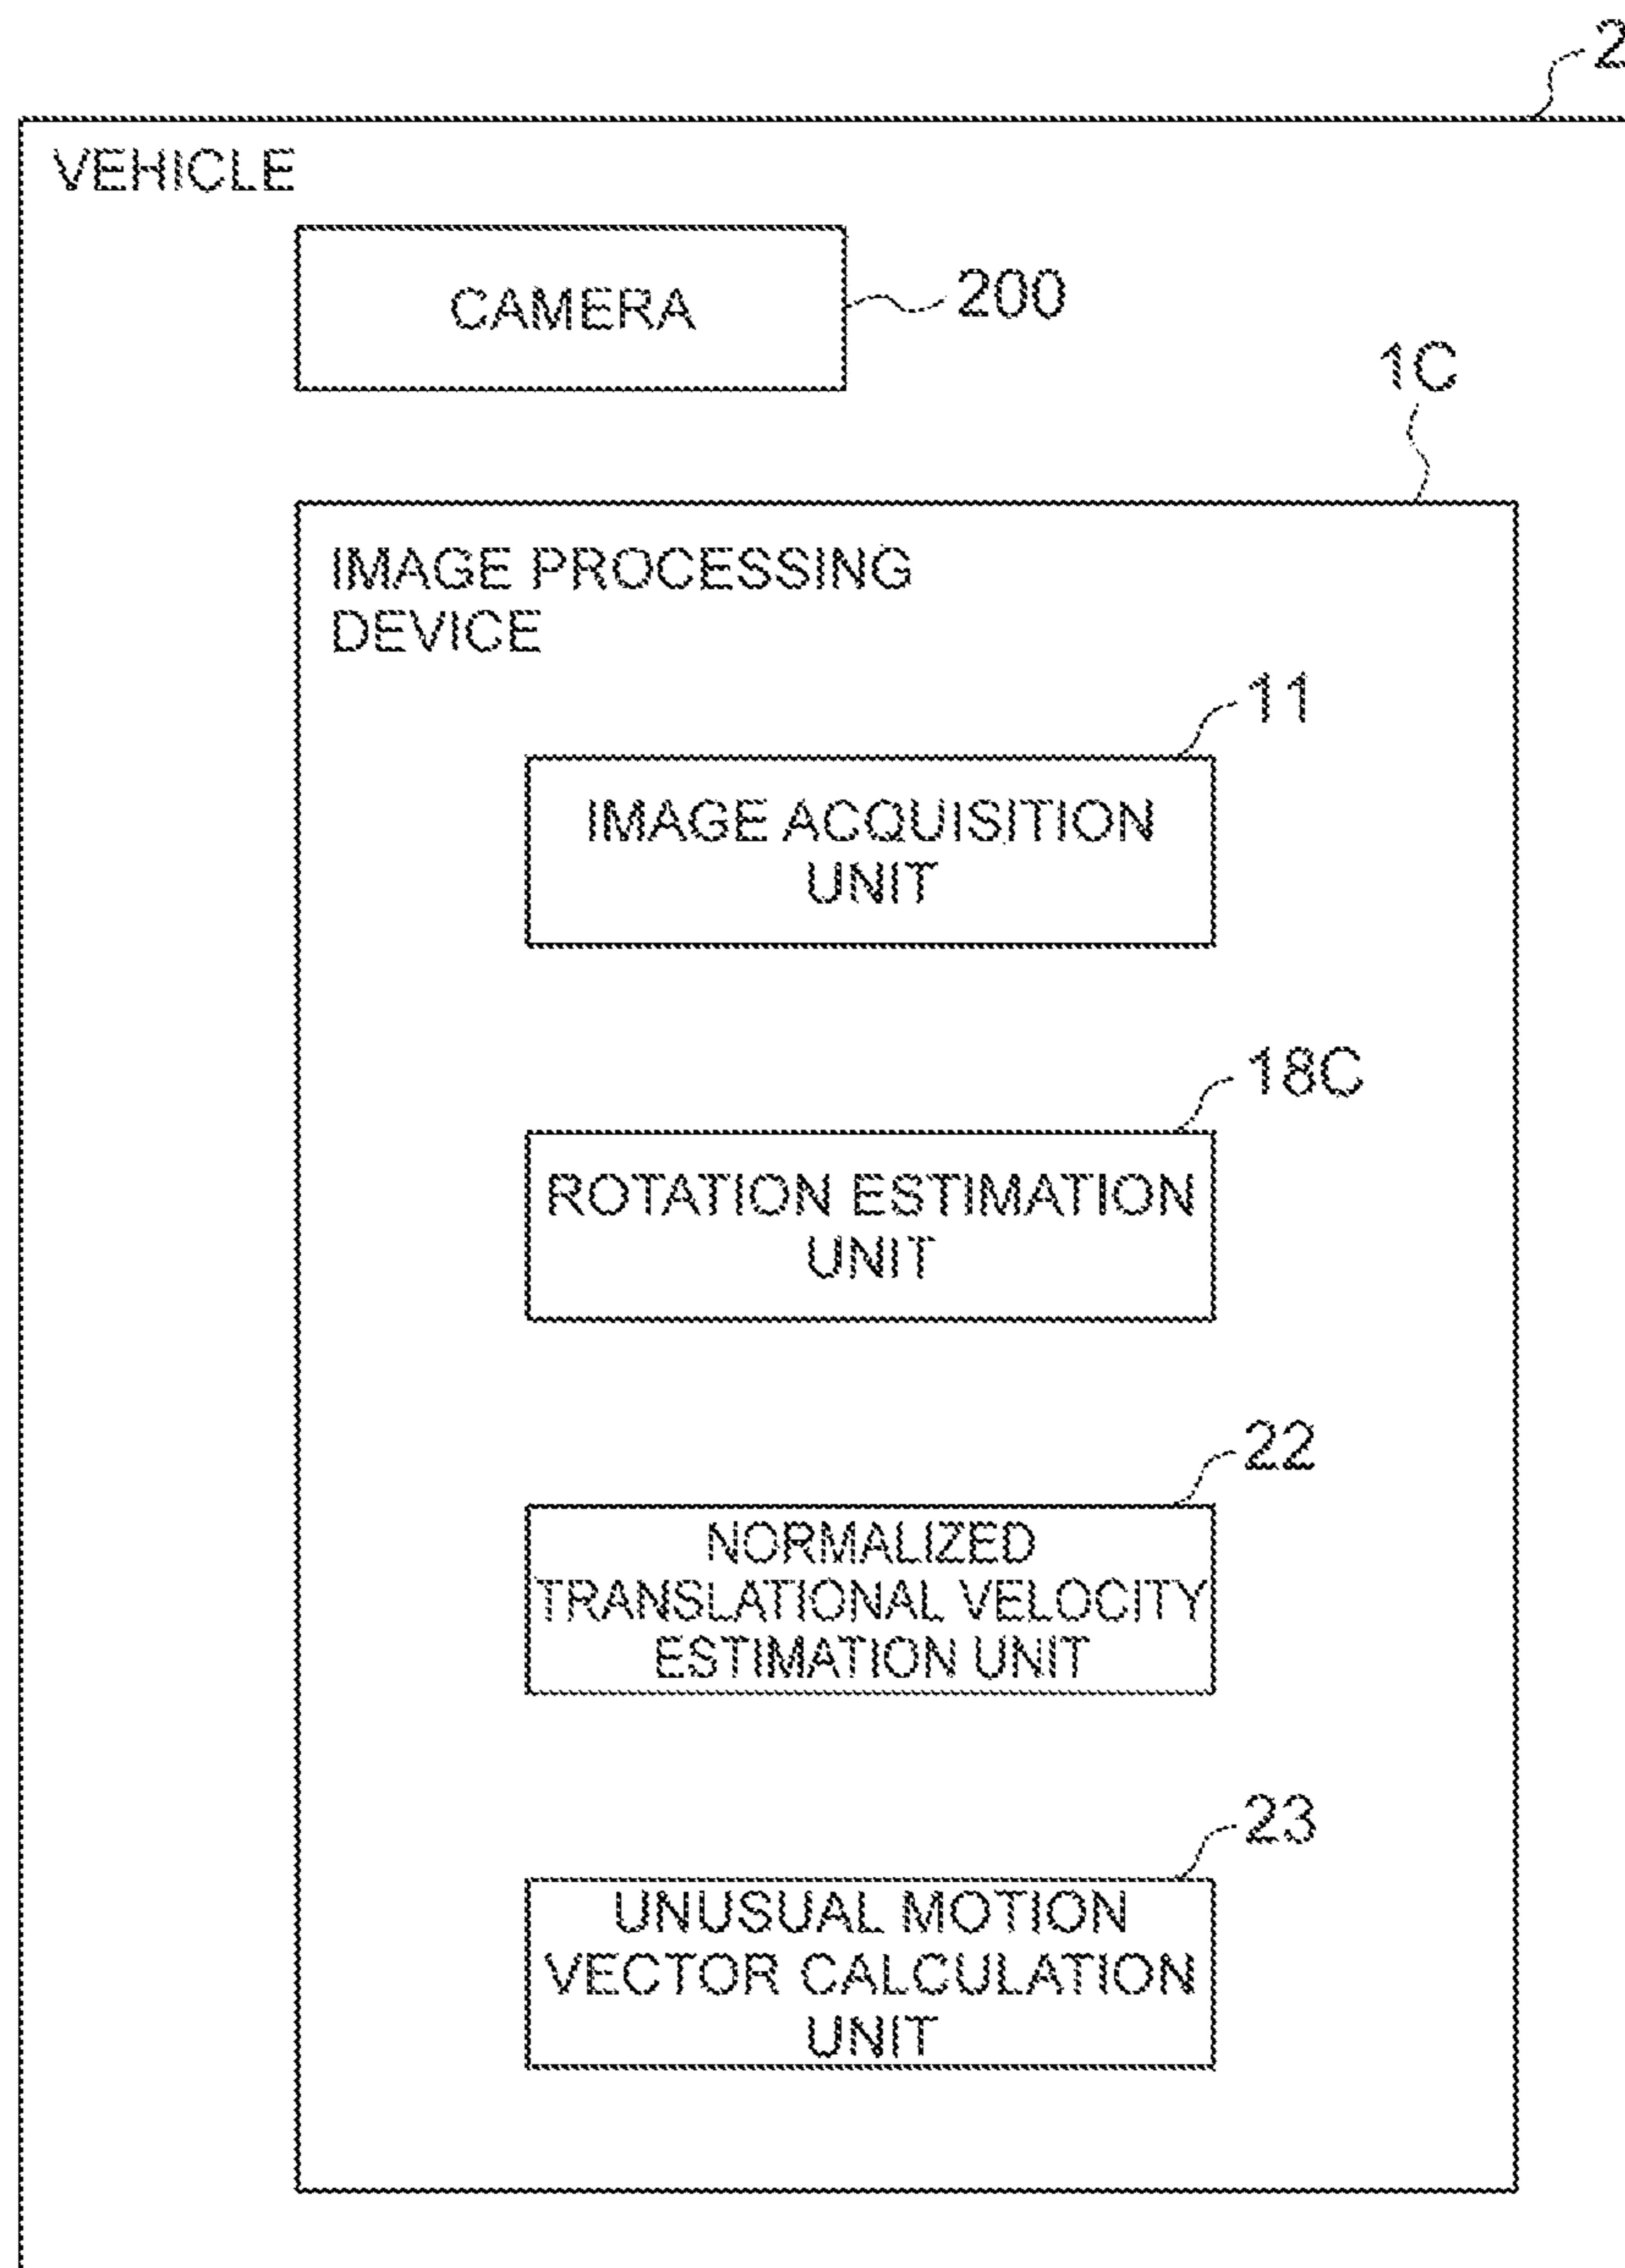 2
VEHICLE
CAMERA
200
1C
IMAGE PROCESSING
DEVICE
11
IMAGE ACQUISITION
UNIT
18C
ROTATION ESTIMATION
UNIT
22
NORMALIZED
TRANSLATIONAL VELOCITY
ESTIMATION UNIT
23
UNUSUAL MOTION
VECTOR CALCULATION
UNIT